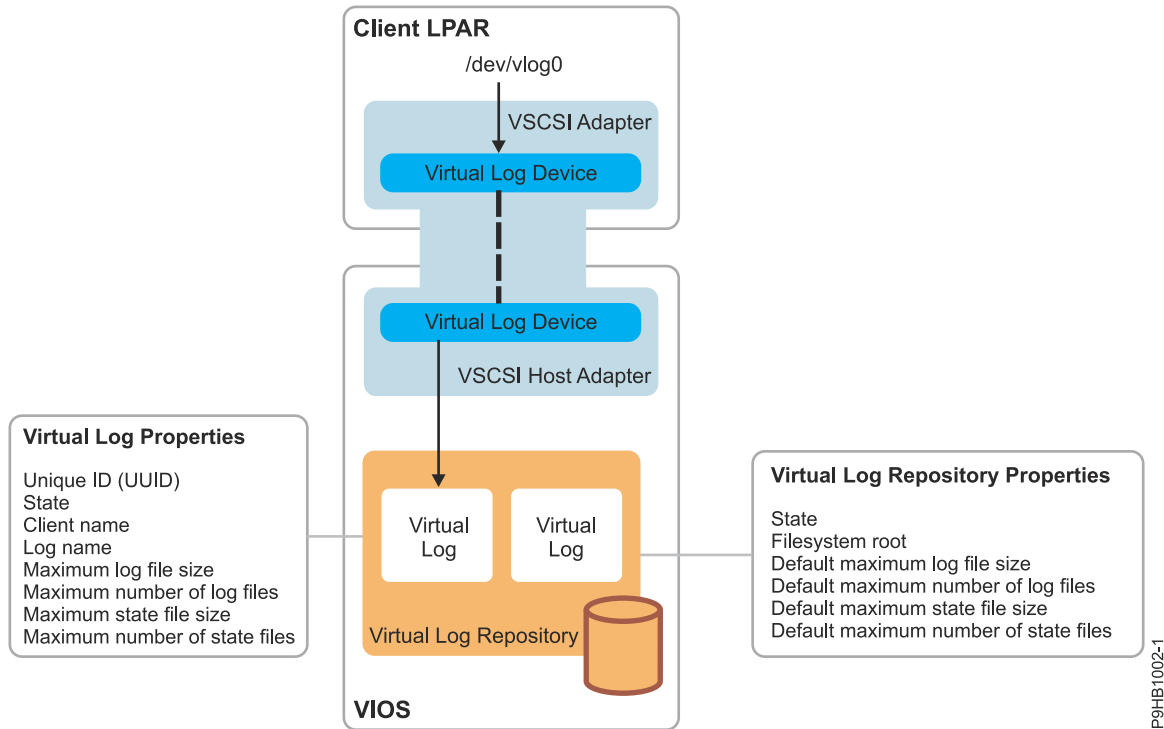 Client LPAR
/dev/vlog0
VSCSI Adapter
Virtual Log Device
Virtual Log Device
VSCSI Host Adapter
Virtual Log Properties
Unique ID (UUID)
State
Client name
Log name
Maximum log file size
Maximum number of log files
Maximum state file size
Maximum number of state files
Virtual
Log
Virtual
Log
Virtual Log Repository
VIOS
Virtual Log Repository Properties
State
Filesystem root
Default maximum log file size
Default maximum number of log files
Default maximum state file size
Default maximum number of state files
P9HB1002-1